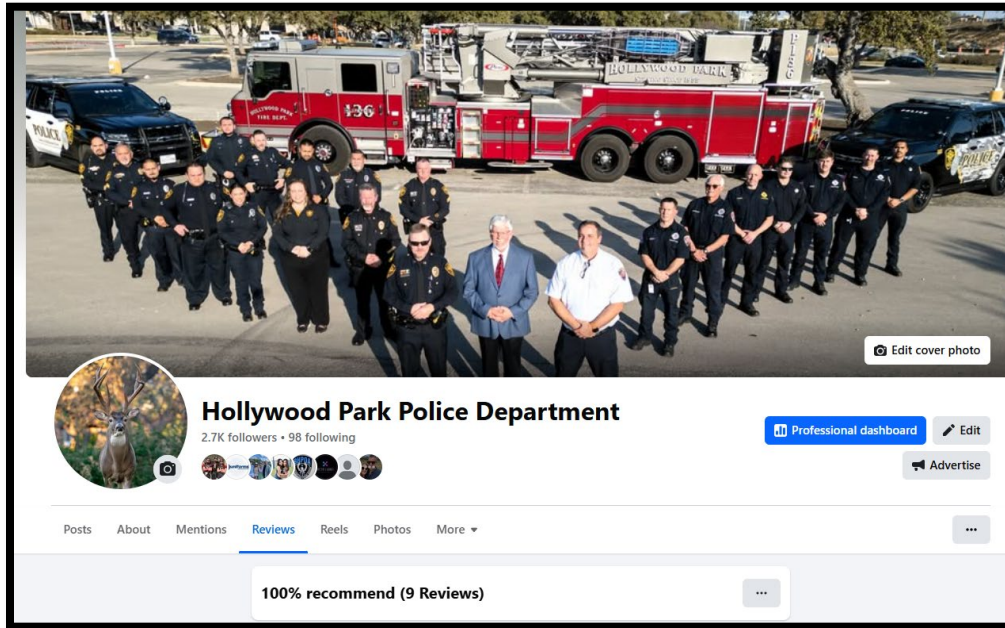 POLICE
HOLLYWOOD PARK
FIRE DEPT.
136
HOLLYWOOD PARK
PL136
POLICE
Edit cover photo
Hollywood Park Police Department
2.7K followers • 98 following
Professional dashboard
Edit
Advertise
Posts
About
Mentions
Reviews
Reels
Photos
More
100% recommend (9 Reviews)